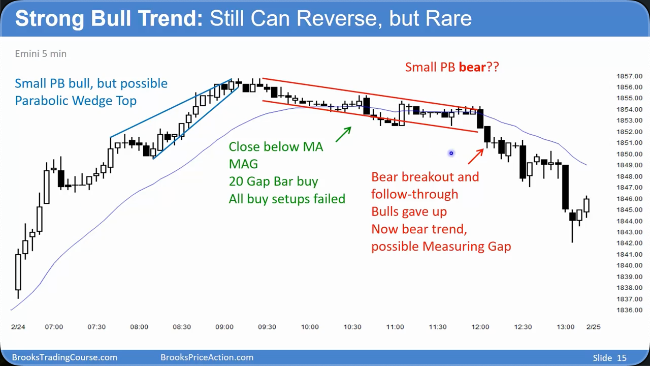 Strong Bull Trend: Still Can Reverse, but Rare
Emini 5 min
Small PB bear??
Small PB bull, but possible
Parabolic Wedge Top
Close below MA
MAG
20 Gap Bar buy
All buy setups failed
Bear breakout and
follow-through
Bulls gave up
Now bear trend,
possible Measuring Gap
1857.00
1856.00
1855.00
1854.00
1853.00
1852.00
1851.00
1850.00
1849.00
1848.00
1847.00
1846.00
1845.00
1844.00
1843.00
1842.00
1841.00
1840.00
1839.00
1838.00
1837.00
1836.00
2/24 07:00 07:30 08:00 08:30 09:00 09:30 10:00 10:30 11:00 11:30 12:00 12:30 13:00 2/25
BrooksTradingCourse.com BrooksPriceAction.com Slide 15